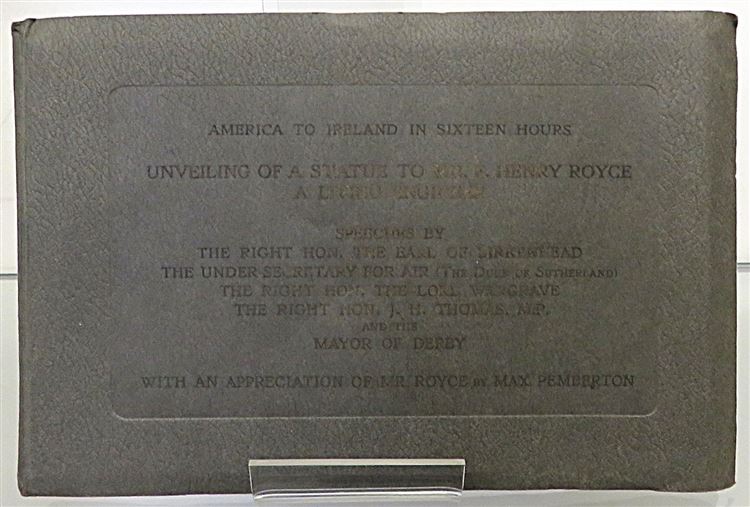 AMERICA TO IRELAND IN SIXTEEN HOURS
UNVEILING OF A STATUE TO MR. F. HENRY ROYCE
A LIVING ENGINEER
SPEECHES BY
THE RIGHT HON. THE EARL OF BIRKENHEAD
THE UNDER SECRETARY FOR AIR (THE DUKE OF SUTHERLAND)
THE RIGHT HON. THE LORD WARGRAVE
THE RIGHT HON. J. H. THOMAS, M.P.
AND THE
MAYOR OF DERBY
WITH AN APPRECIATION OF MR. ROYCE BY MAX PEMBERTON